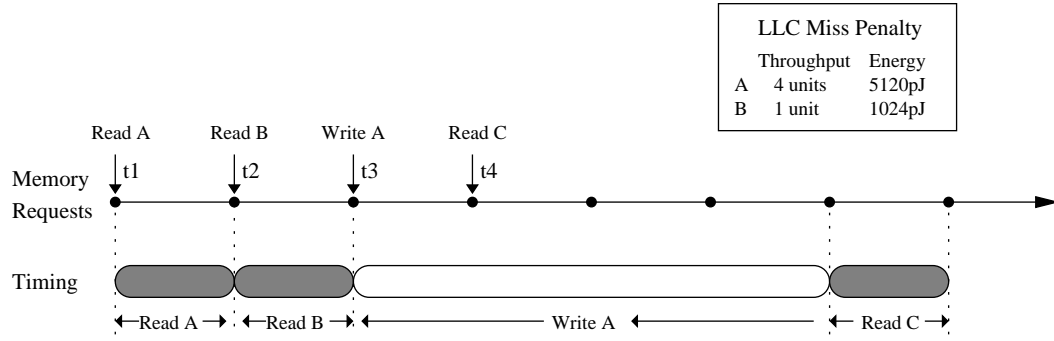 LLC Miss Penalty
Throughput Energy
A 4 units 5120pJ
B 1 unit 1024pJ
Read A Read B Write A Read C
t1 t2 t3 t4
Memory
Requests
Timing
Read A Read B Write A Read C